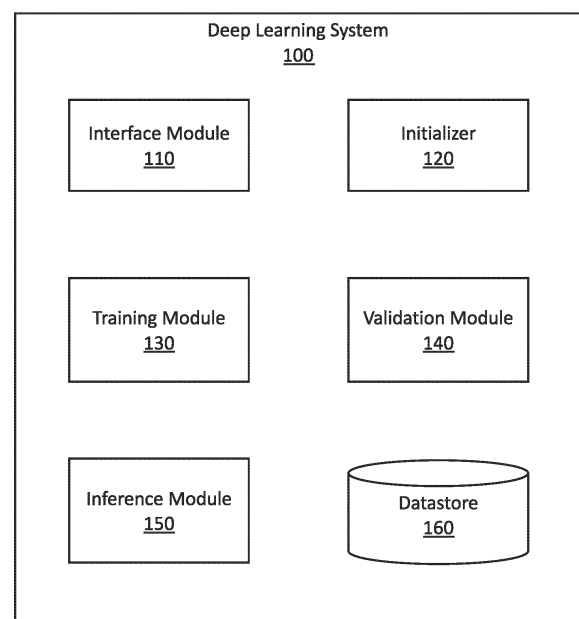 Deep Learning System
100
Interface Module
110
Initializer
120
Training Module
130
Validation Module
140
Inference Module
150
Datastore
160